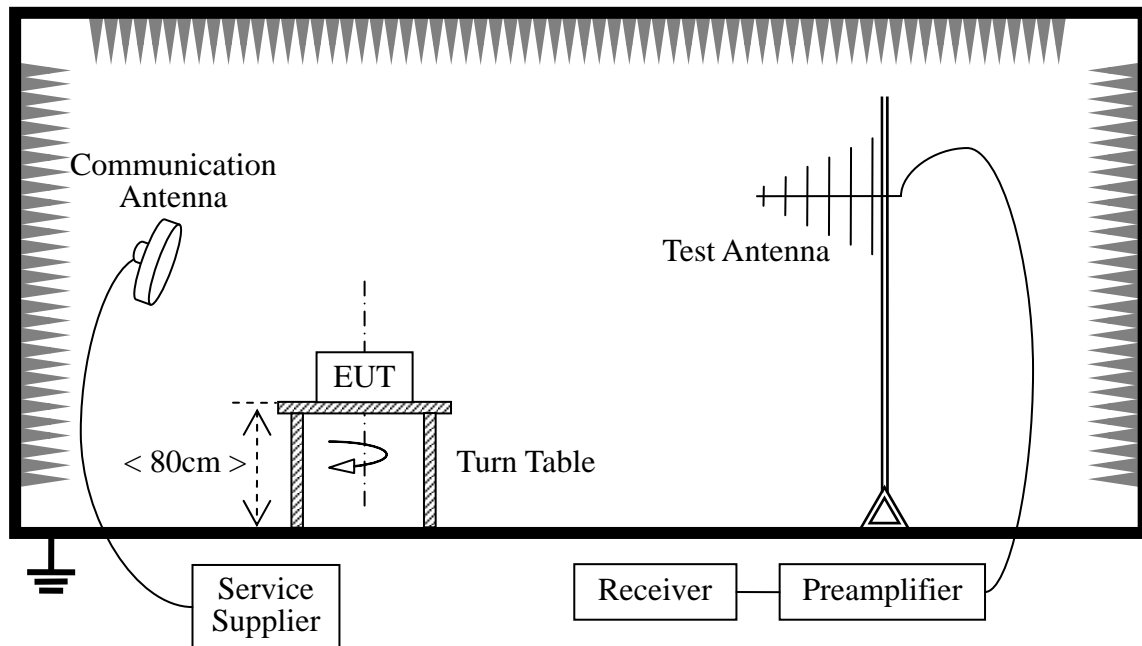 Communication
Antenna
Test Antenna
EUT
< 80cm >
Turn Table
Service
Supplier
Receiver
Preamplifier